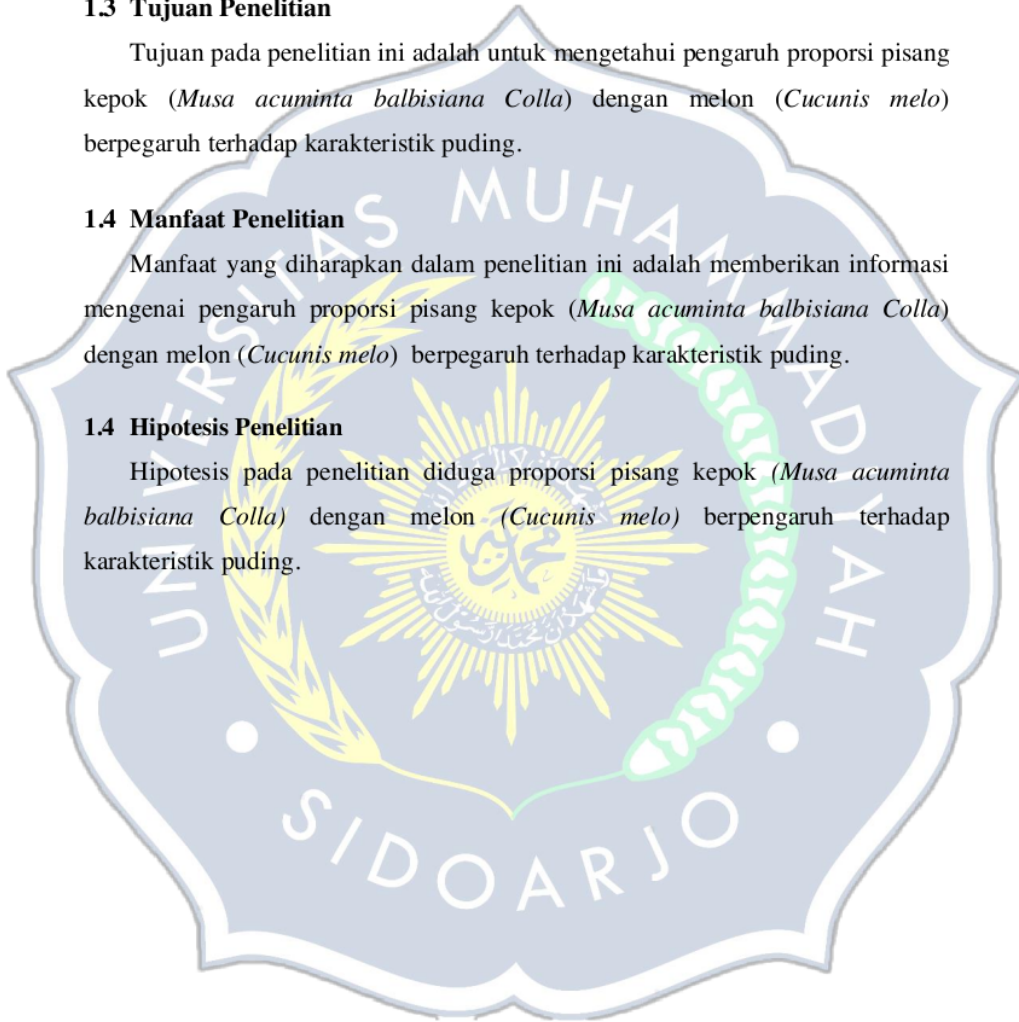 1.3 Tujuan Penelitian
Tujuan pada penelitian ini adalah untuk mengetahui pengaruh proporsi pisang
kepok (Musa acuminta balbisiana Colla) dengan melon (Cucunis melo)
berpegaruh terhadap karakteristik puding.
1.4 Manfaat Penelitian
Manfaat yang diharapkan dalam penelitian ini adalah memberikan informasi
mengenai pengaruh proporsi pisang kepok (Musa acuminta balbisiana Colla)
dengan melon (Cucunis melo) berpegaruh terhadap karakteristik puding.
1.4 Hipotesis Penelitian
Hipotesis pada penelitian diduga proporsi pisang kepok (Musa acuminta
balbisiana Colla) dengan melon (Cucunis melo) berpengaruh terhadap
karakteristik puding.
UNIVERSITAS MUHAMMADIYAH
SIDOARJO